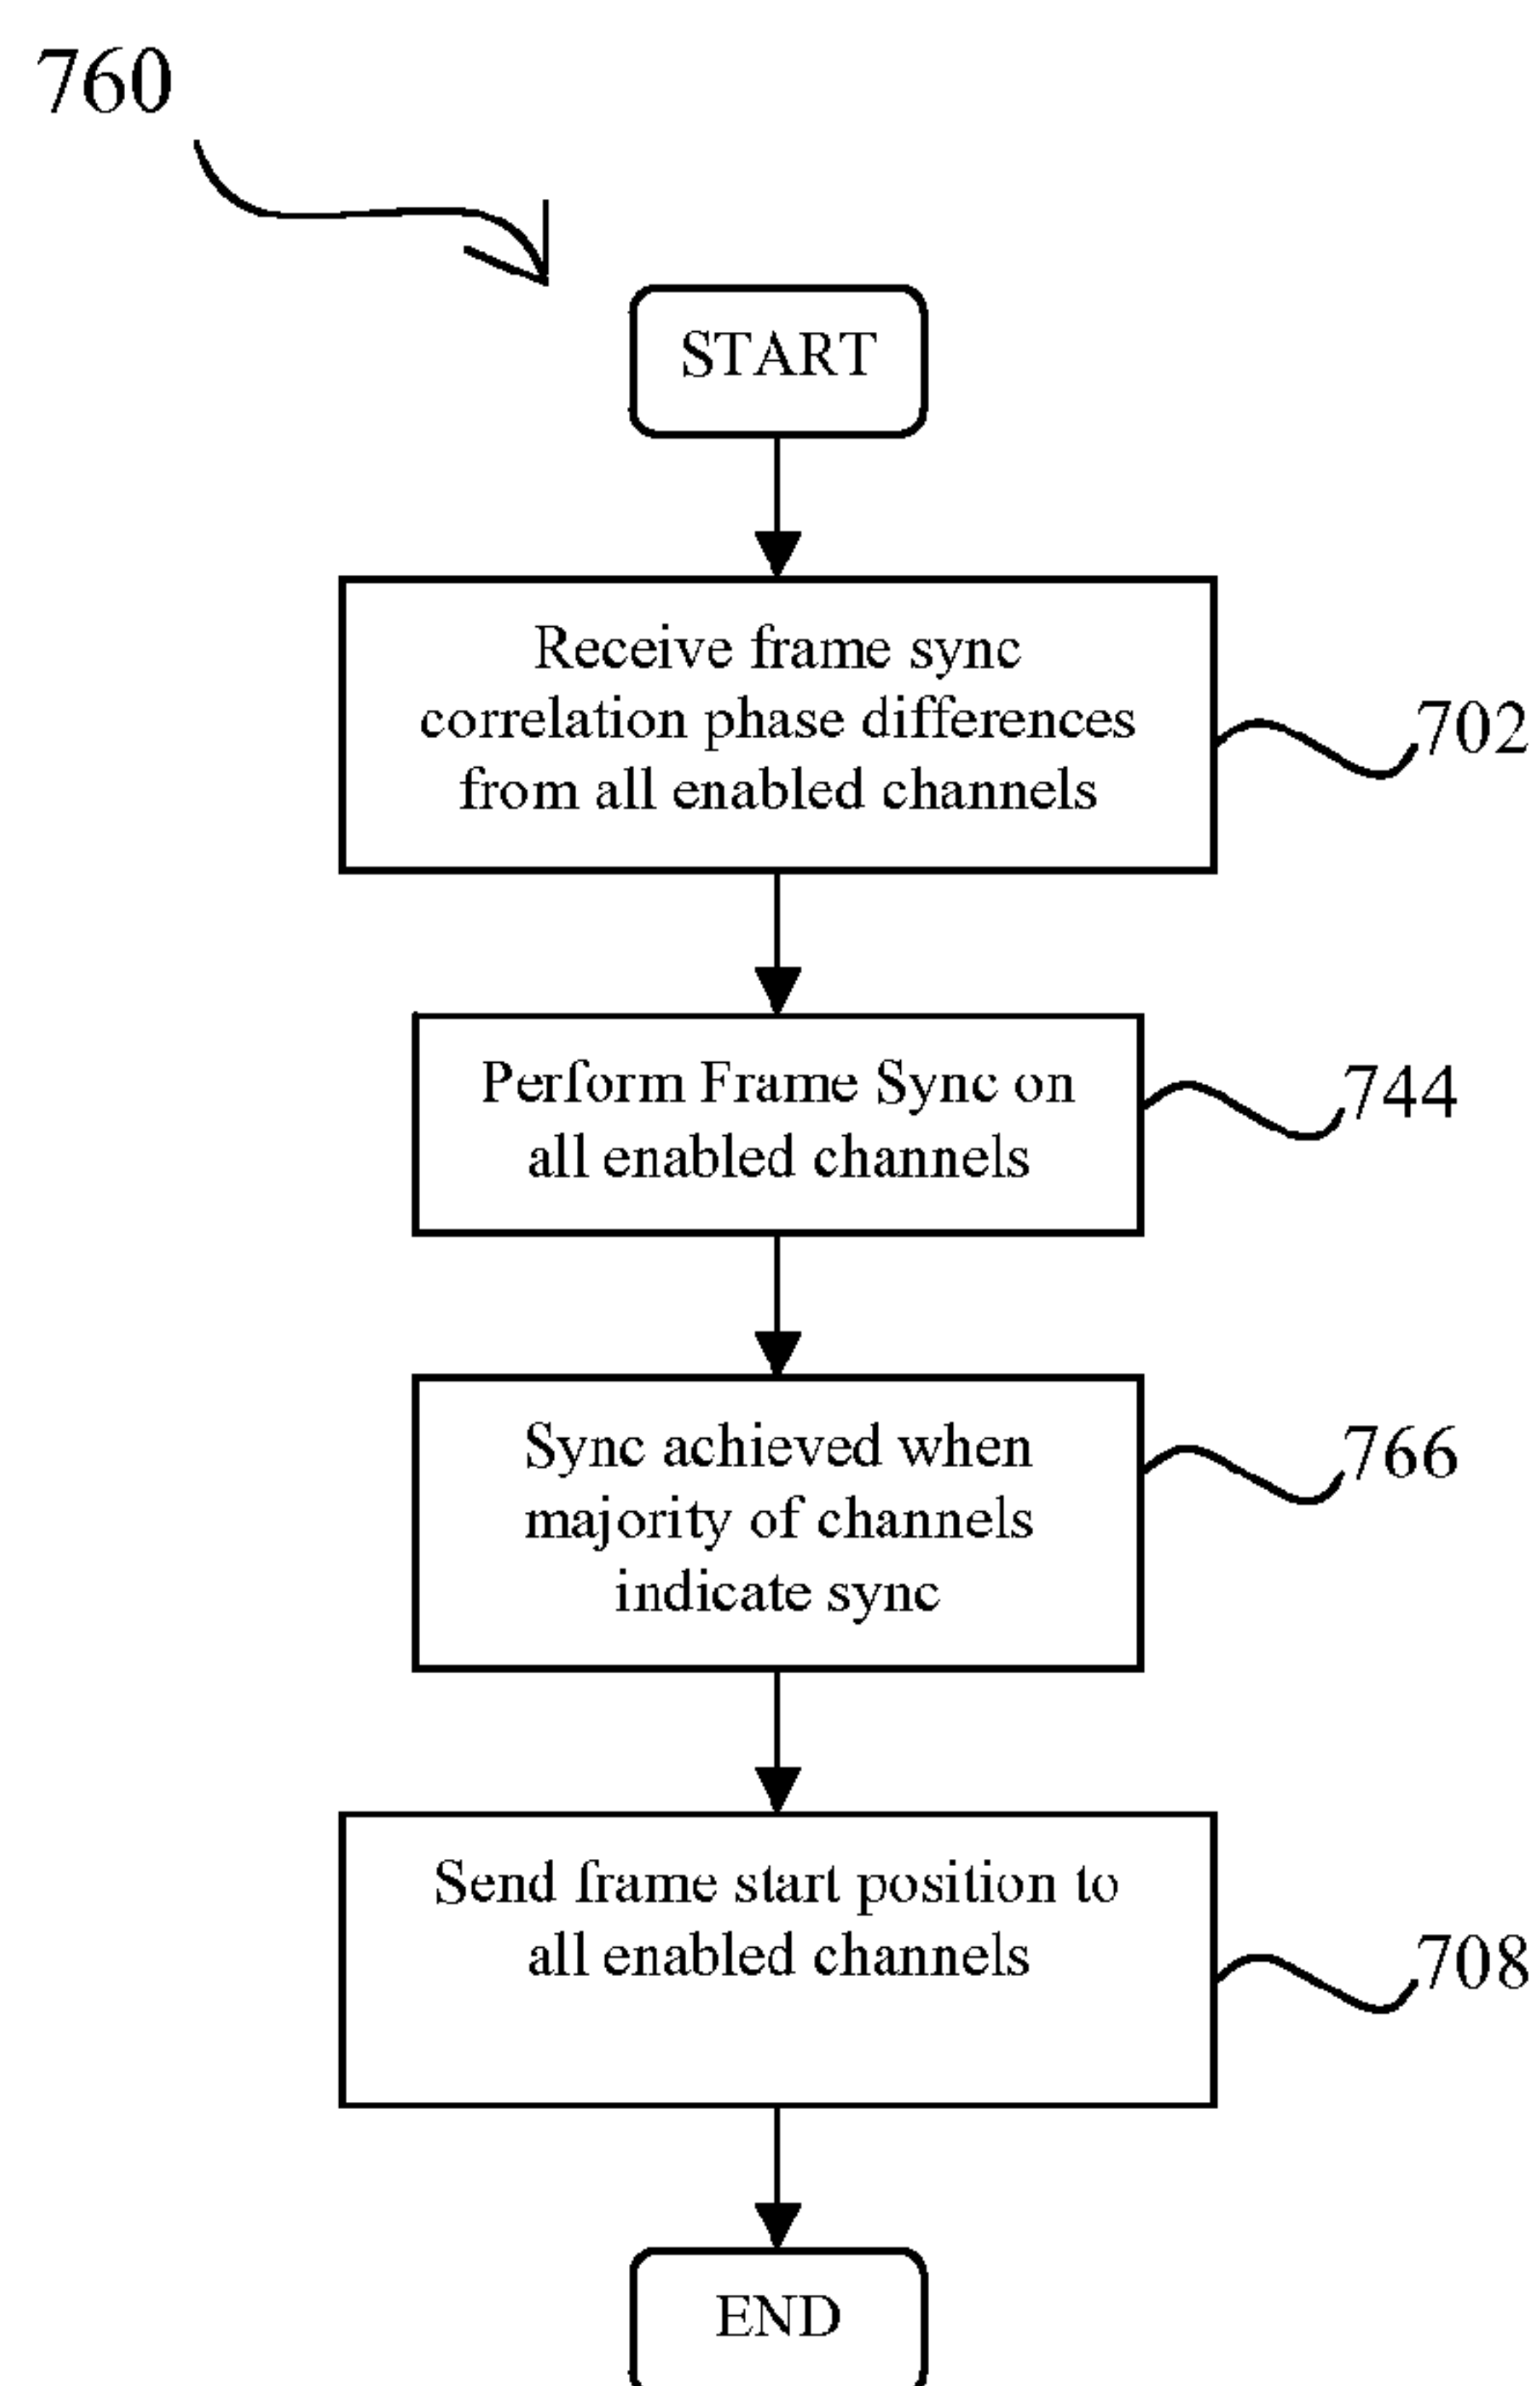 760
START
Receive frame sync
correlation phase differences
from all enabled channels
702
Perform Frame Sync on
all enabled channels
744
Sync achieved when
majority of channels
indicate sync
766
Send frame start position to
all enabled channels
708
END